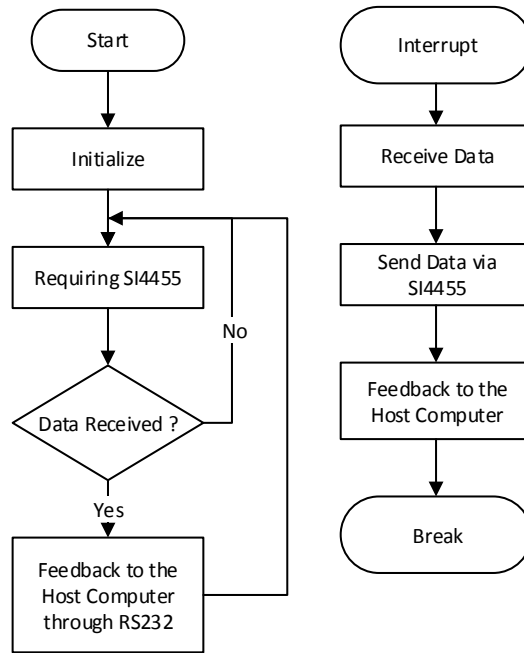 Start
Initialize
Requiring SI4455
No
Data Received ?
Yes
Feedback to the
Host Computer
through RS232
Interrupt
Receive Data
Send Data via
SI4455
Feedback to the
Host Computer
Break